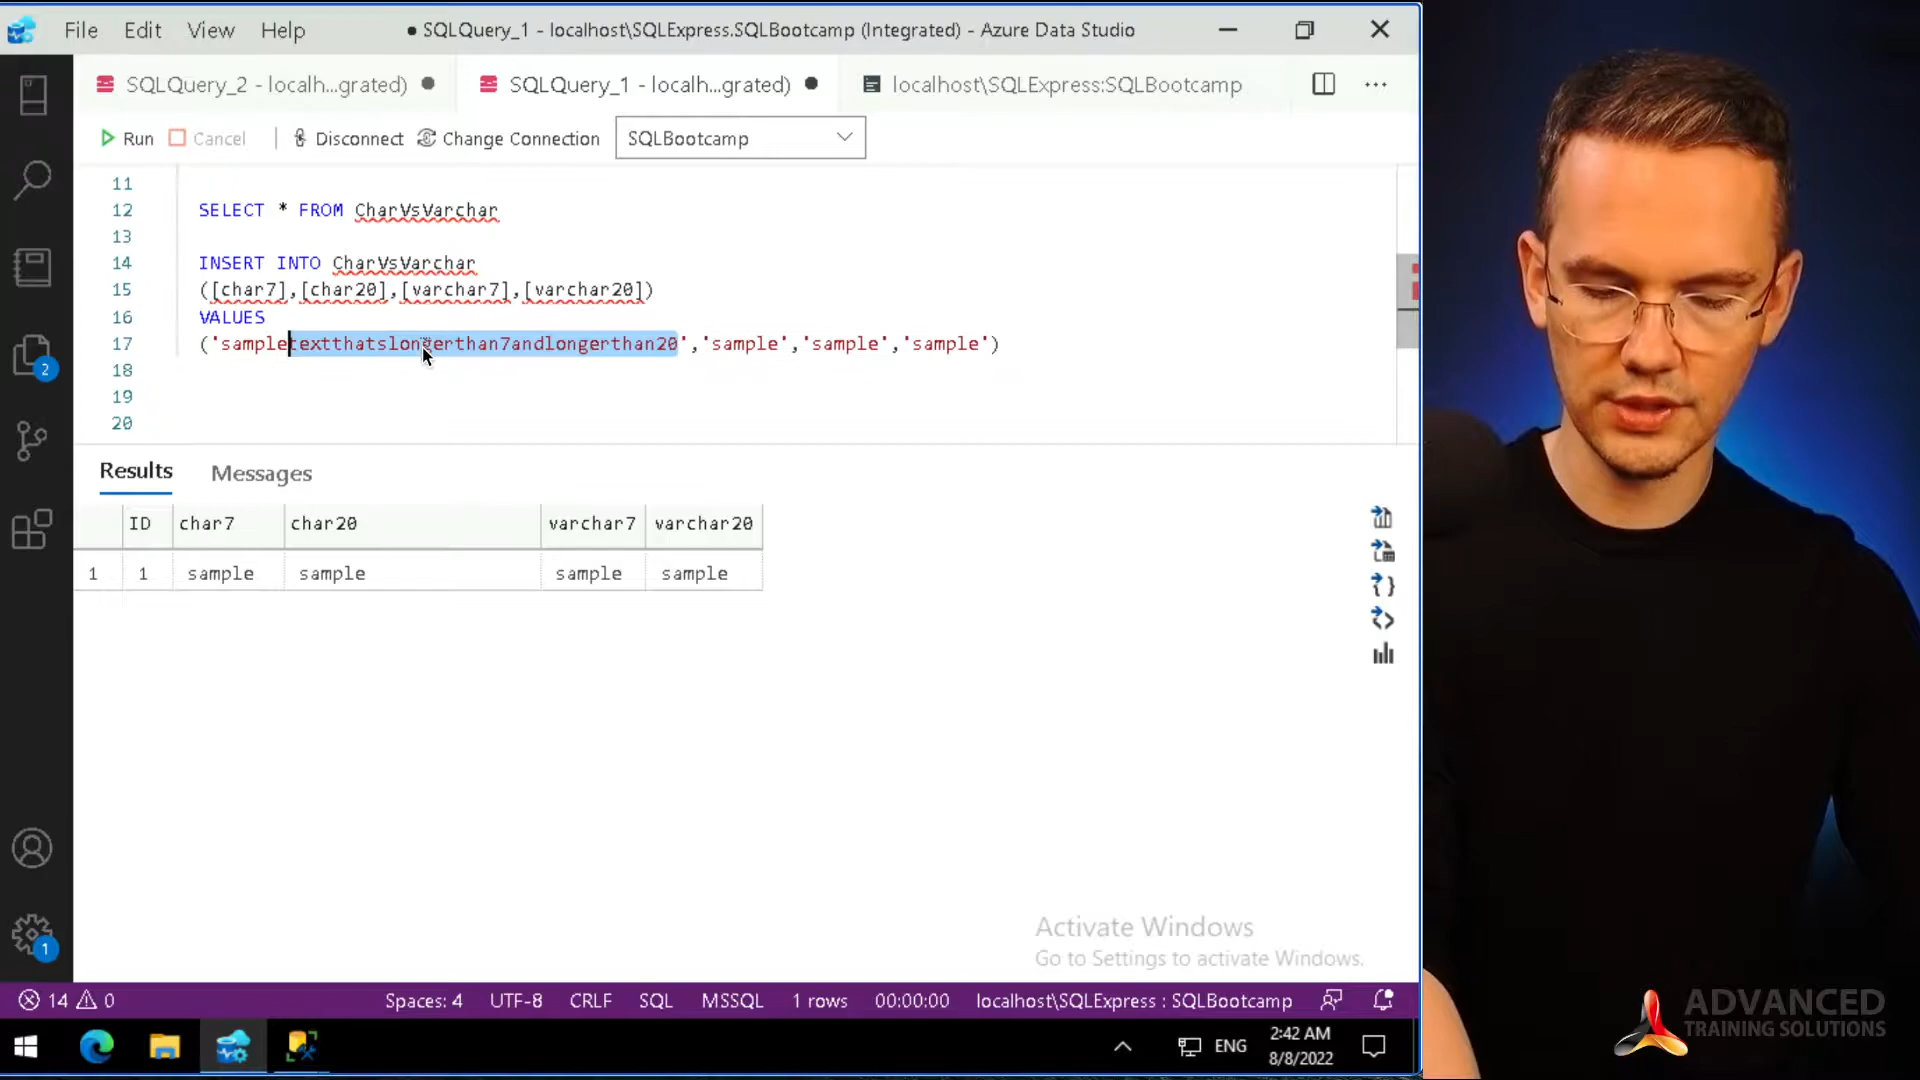 File Edit View Help ● SQLQuery_1 - localhost\SQLExpress.SQLBootcamp (Integrated) - Azure Data Studio
SQLQuery_2 - localh...grated) SQLQuery_1 - localh...grated) localhost\SQLExpress:SQLBootcamp
Run Cancel Disconnect Change Connection SQLBootcamp
11
12 SELECT * FROM CharVsVarchar
13
14 INSERT INTO CharVsVarchar
15 ([char7],[char20],[varchar7],[varchar20])
16 VALUES
17 ('sampletextthatslongerthan7andlongerthan20','sample','sample','sample')
18
19
20
2
Results Messages
ID char7 char20 varchar7 varchar20
1 1 sample sample sample sample
1
Activate Windows
Go to Settings to activate Windows.
14 0 Spaces: 4 UTF-8 CRLF SQL MSSQL 1 rows 00:00:00 localhost\SQLExpress : SQLBootcamp
ENG 2:42 AM
8/8/2022
ADVANCED
TRAINING SOLUTIONS